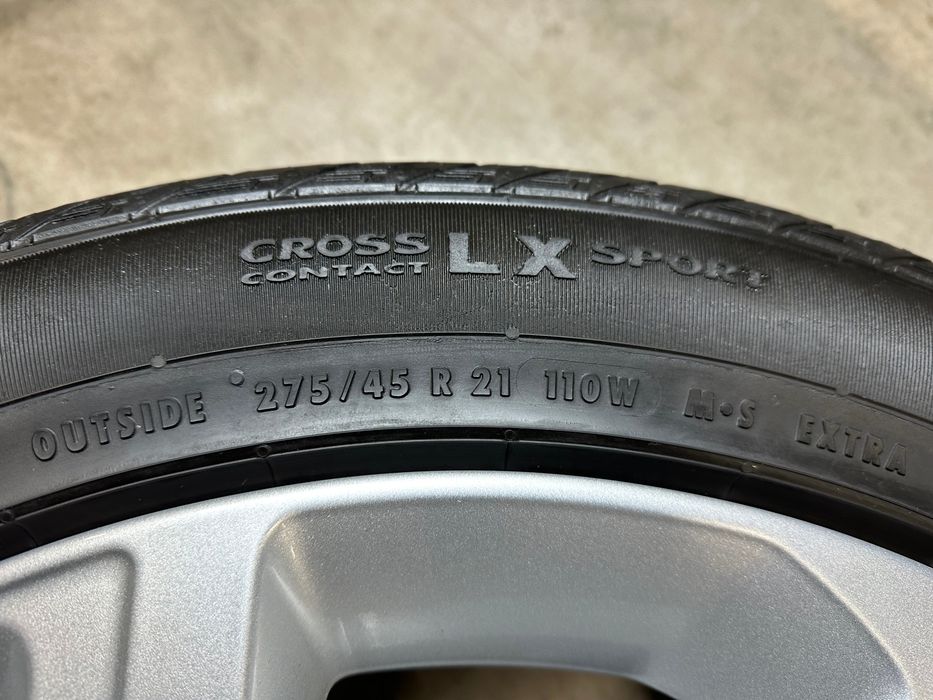 CROSS
CONTACT LX SPORT
OUTSIDE 275/45 R 21 110W M•S EXTRA